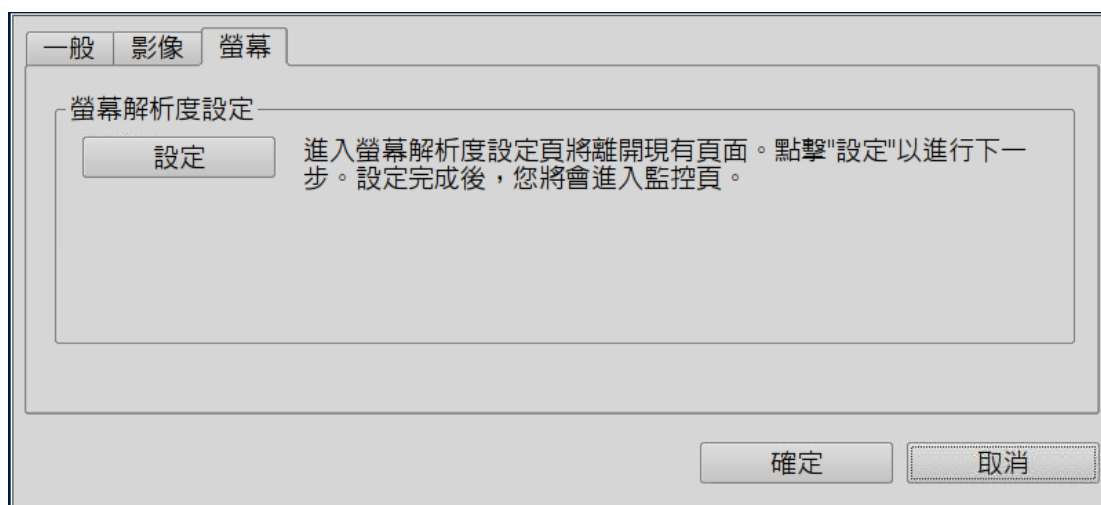 一般 影像 螢幕
螢幕解析度設定
設定
進入螢幕解析度設定頁將離開現有頁面。點擊"設定"以進行下一
步。設定完成後，您將會進入監控頁。
確定 取消